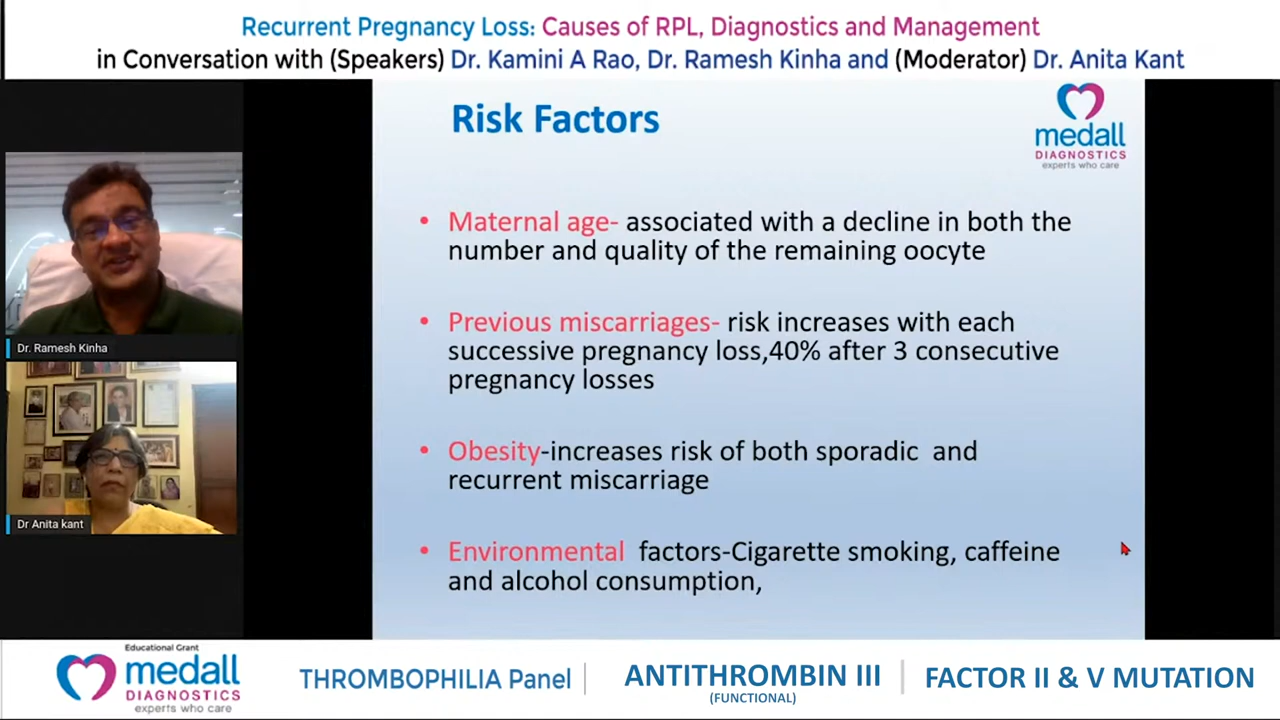 Recurrent Pregnancy Loss: Causes of RPL, Diagnostics and Management
in Conversation with (Speakers) Dr. Kamini A Rao, Dr. Ramesh Kinha and (Moderator) Dr. Anita Kant
Risk Factors
medall
DIAGNOSTICS
experts who care
• Maternal age- associated with a decline in both the
number and quality of the remaining oocyte
• Previous miscarriages- risk increases with each
successive pregnancy loss,40% after 3 consecutive
pregnancy losses
• Obesity-increases risk of both sporadic and
recurrent miscarriage
• Environmental factors-Cigarette smoking, caffeine
and alcohol consumption,
Dr. Ramesh Kinha
Dr Anita kant
Educational Grant
medall
DIAGNOSTICS
experts who care
THROMBOPHILIA Panel
ANTITHROMBIN III
(FUNCTIONAL)
FACTOR II & V MUTATION